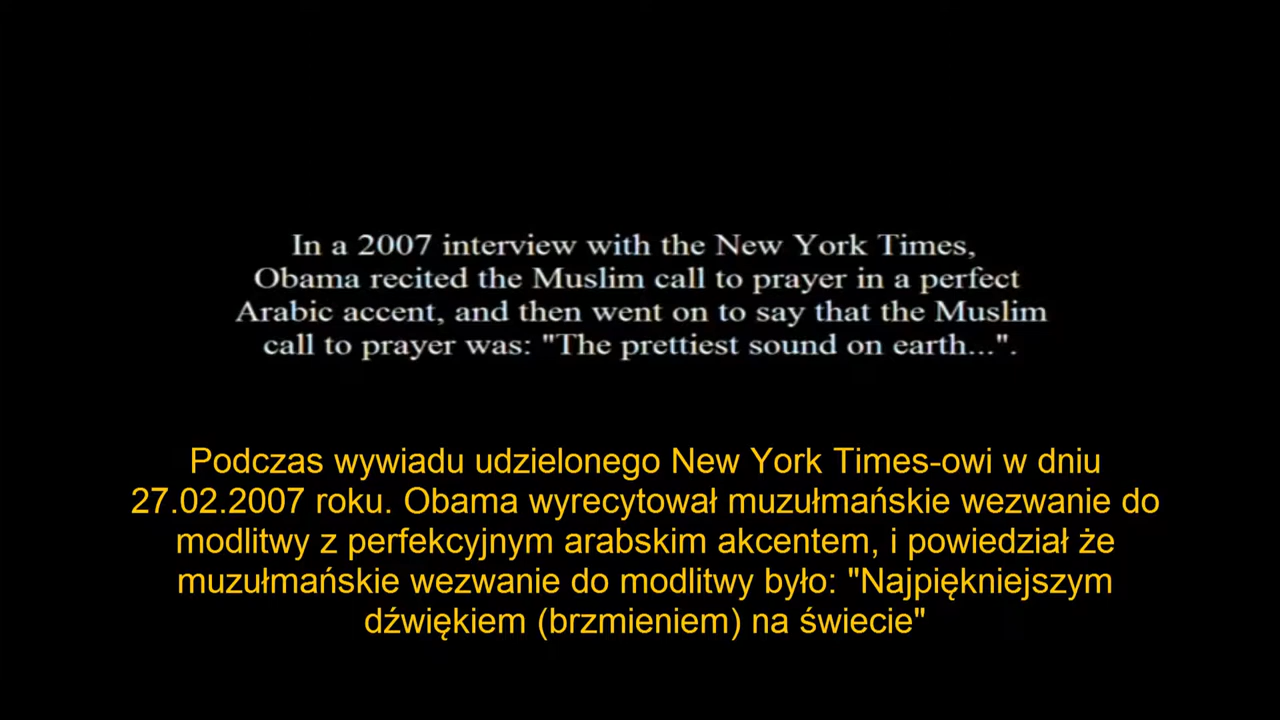 In a 2007 interview with the New York Times,
Obama recited the Muslim call to prayer in a perfect
Arabic accent, and then went on to say that the Muslim
call to prayer was: "The prettiest sound on earth...".
Podczas wywiadu udzielonego New York Times-owi w dniu
27.02.2007 roku. Obama wyrecytował muzułmańskie wezwanie do
modlitwy z perfekcyjnym arabskim akcentem, i powiedział że
muzułmańskie wezwanie do modlitwy było: "Najpiękniejszym
dźwiękiem (brzmieniem) na świecie"